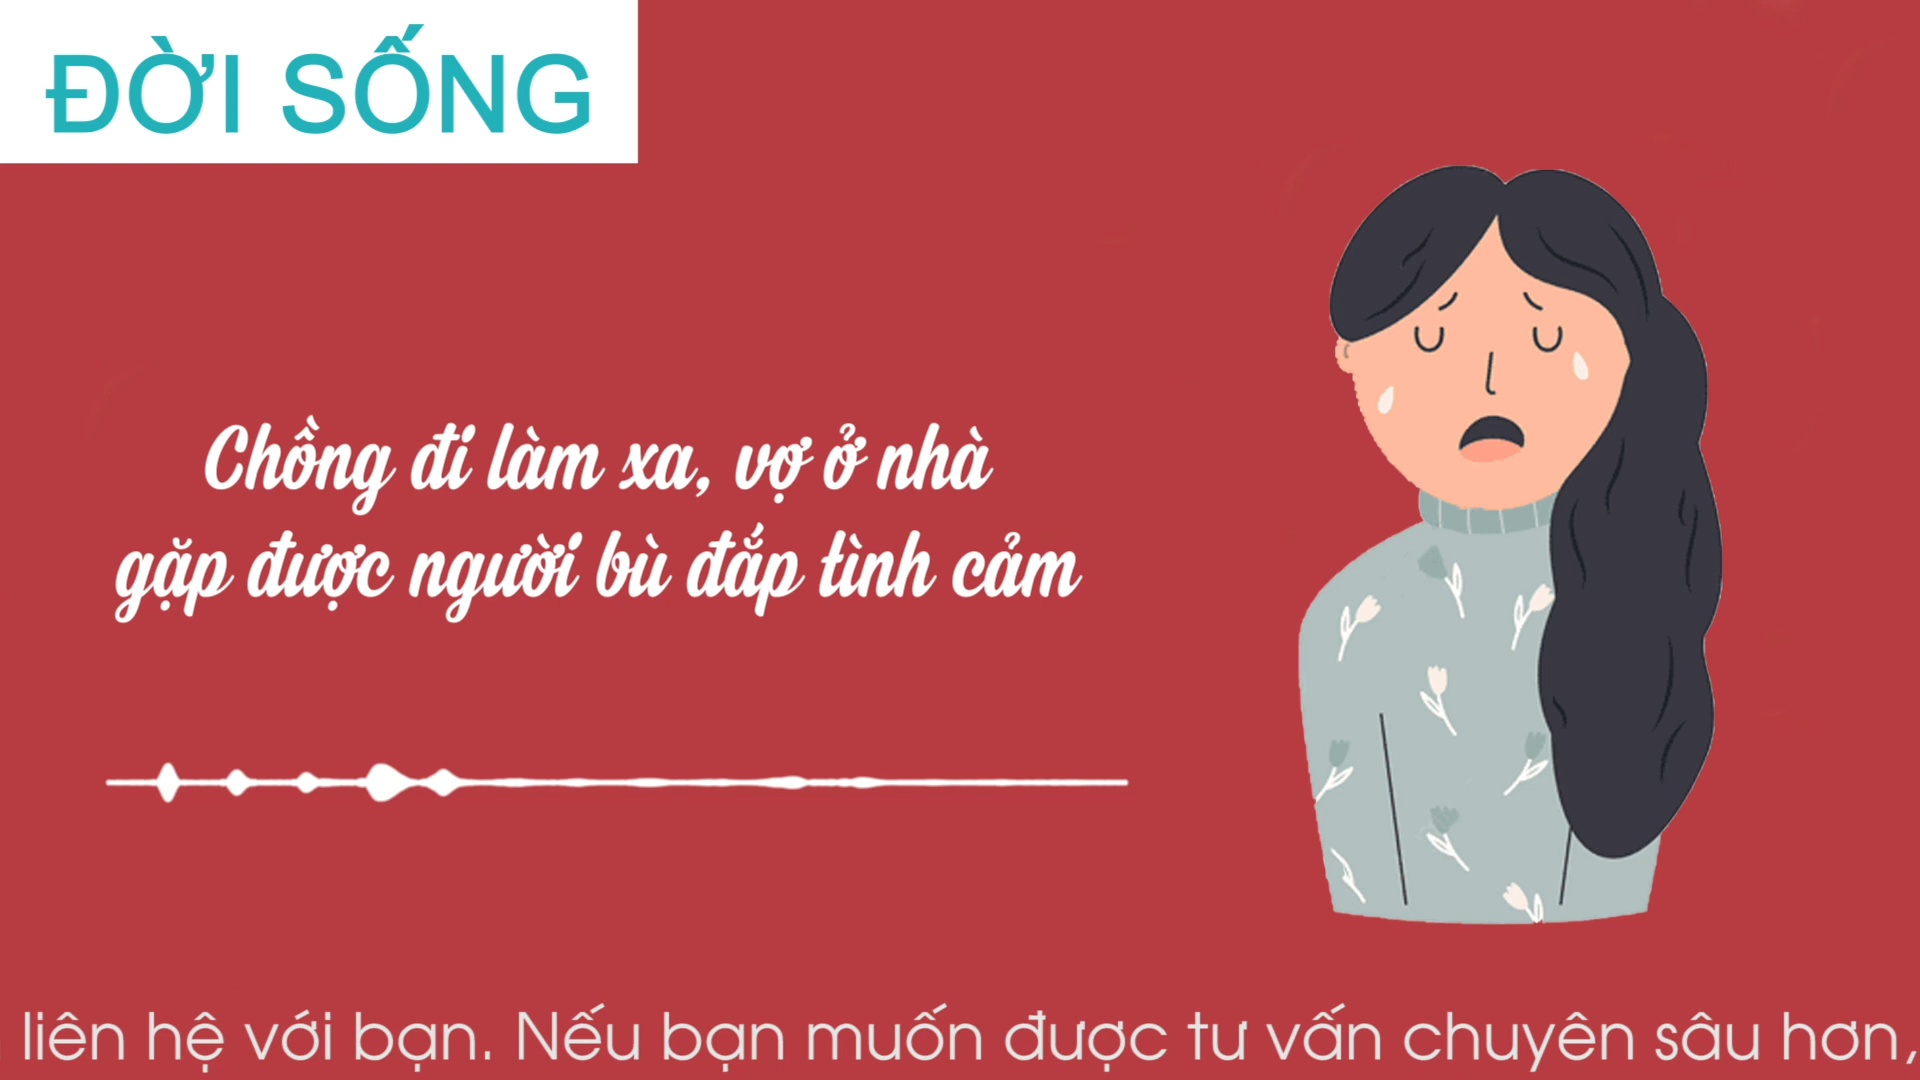 ĐỜI SỐNG
Chồng đi làm xa, vợ ở nhà
gặp được người bù đắp tình cảm
liên hệ với bạn. Nếu bạn muốn được tư vấn chuyên sâu hơn,